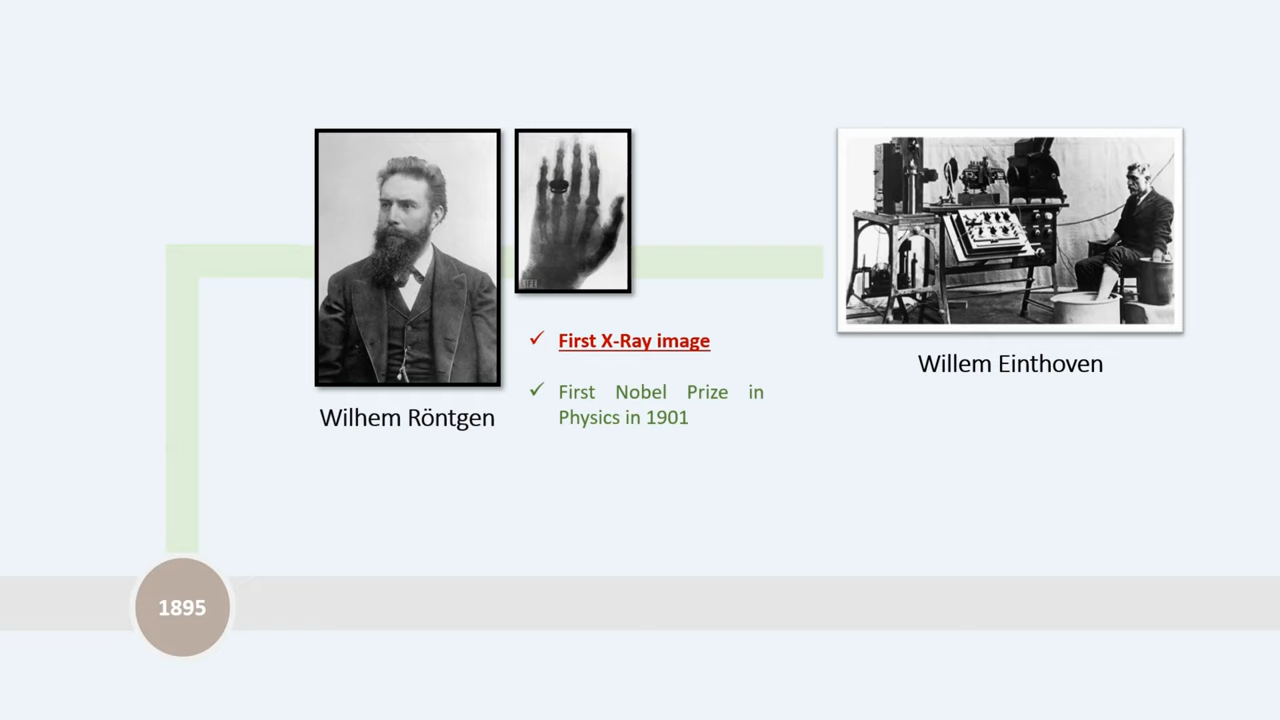 Wilhem Röntgen
✓ First X-Ray image
✓ First Nobel Prize in
Physics in 1901
Willem Einthoven
1895